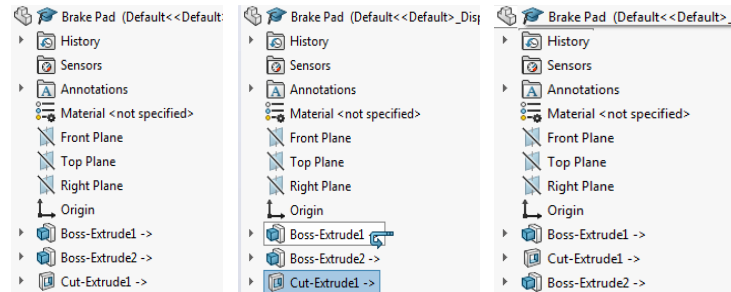 Brake Pad (Default<<Default
History
Sensors
Annotations
Material <not specified>
Front Plane
Top Plane
Right Plane
Origin
Boss-Extrude1 ->
Boss-Extrude2 ->
Cut-Extrude1 ->
Brake Pad (Default<<Default>_Disp
History
Sensors
Annotations
Material <not specified>
Front Plane
Top Plane
Right Plane
Origin
Boss-Extrude1
Boss-Extrude2 ->
Cut-Extrude1 ->
Brake Pad (Default<<Default>_
History
Sensors
Annotations
Material <not specified>
Front Plane
Top Plane
Right Plane
Origin
Boss-Extrude1 ->
Cut-Extrude1 ->
Boss-Extrude2 ->